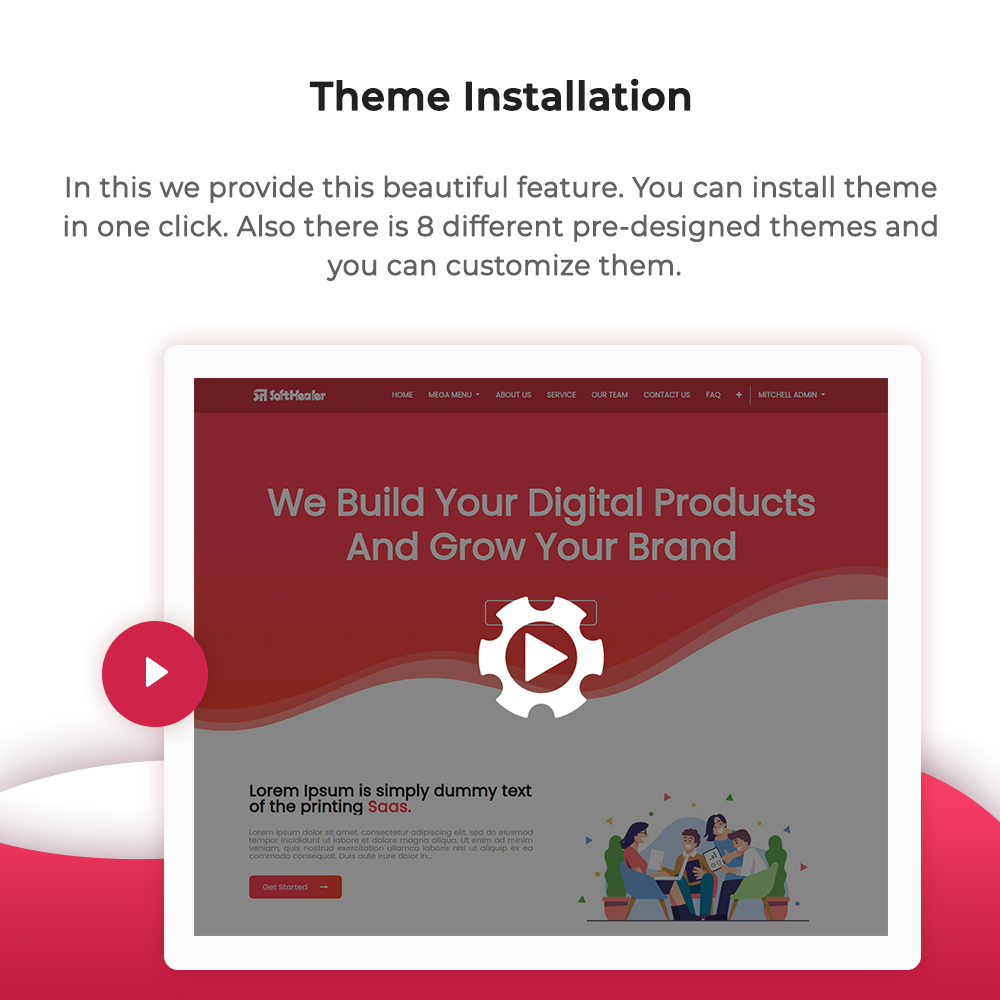 Theme Installation
In this we provide this beautiful feature. You can install theme
in one click. Also there is 8 different pre-designed themes and
you can customize them.
SoftHealer HOME MEGA MENU ABOUT US SERVICE OUR TEAM CONTACT US FAQ + MITCHELL ADMIN
We Build Your Digital Products
And Grow Your Brand
Lorem Ipsum is simply dummy text
of the printing Saas.
Lorem ipsum dolor sit amet, consectetur adipiscing elit, sed do eiusmod
tempor incididunt ut labore et dolore magna aliqua. Ut enim ad minim
veniam, quis nostrud exercitation ullamco laboris nisi ut aliquip ex ea
commodo consequat. Duis aute irure dolor in...
Get Started